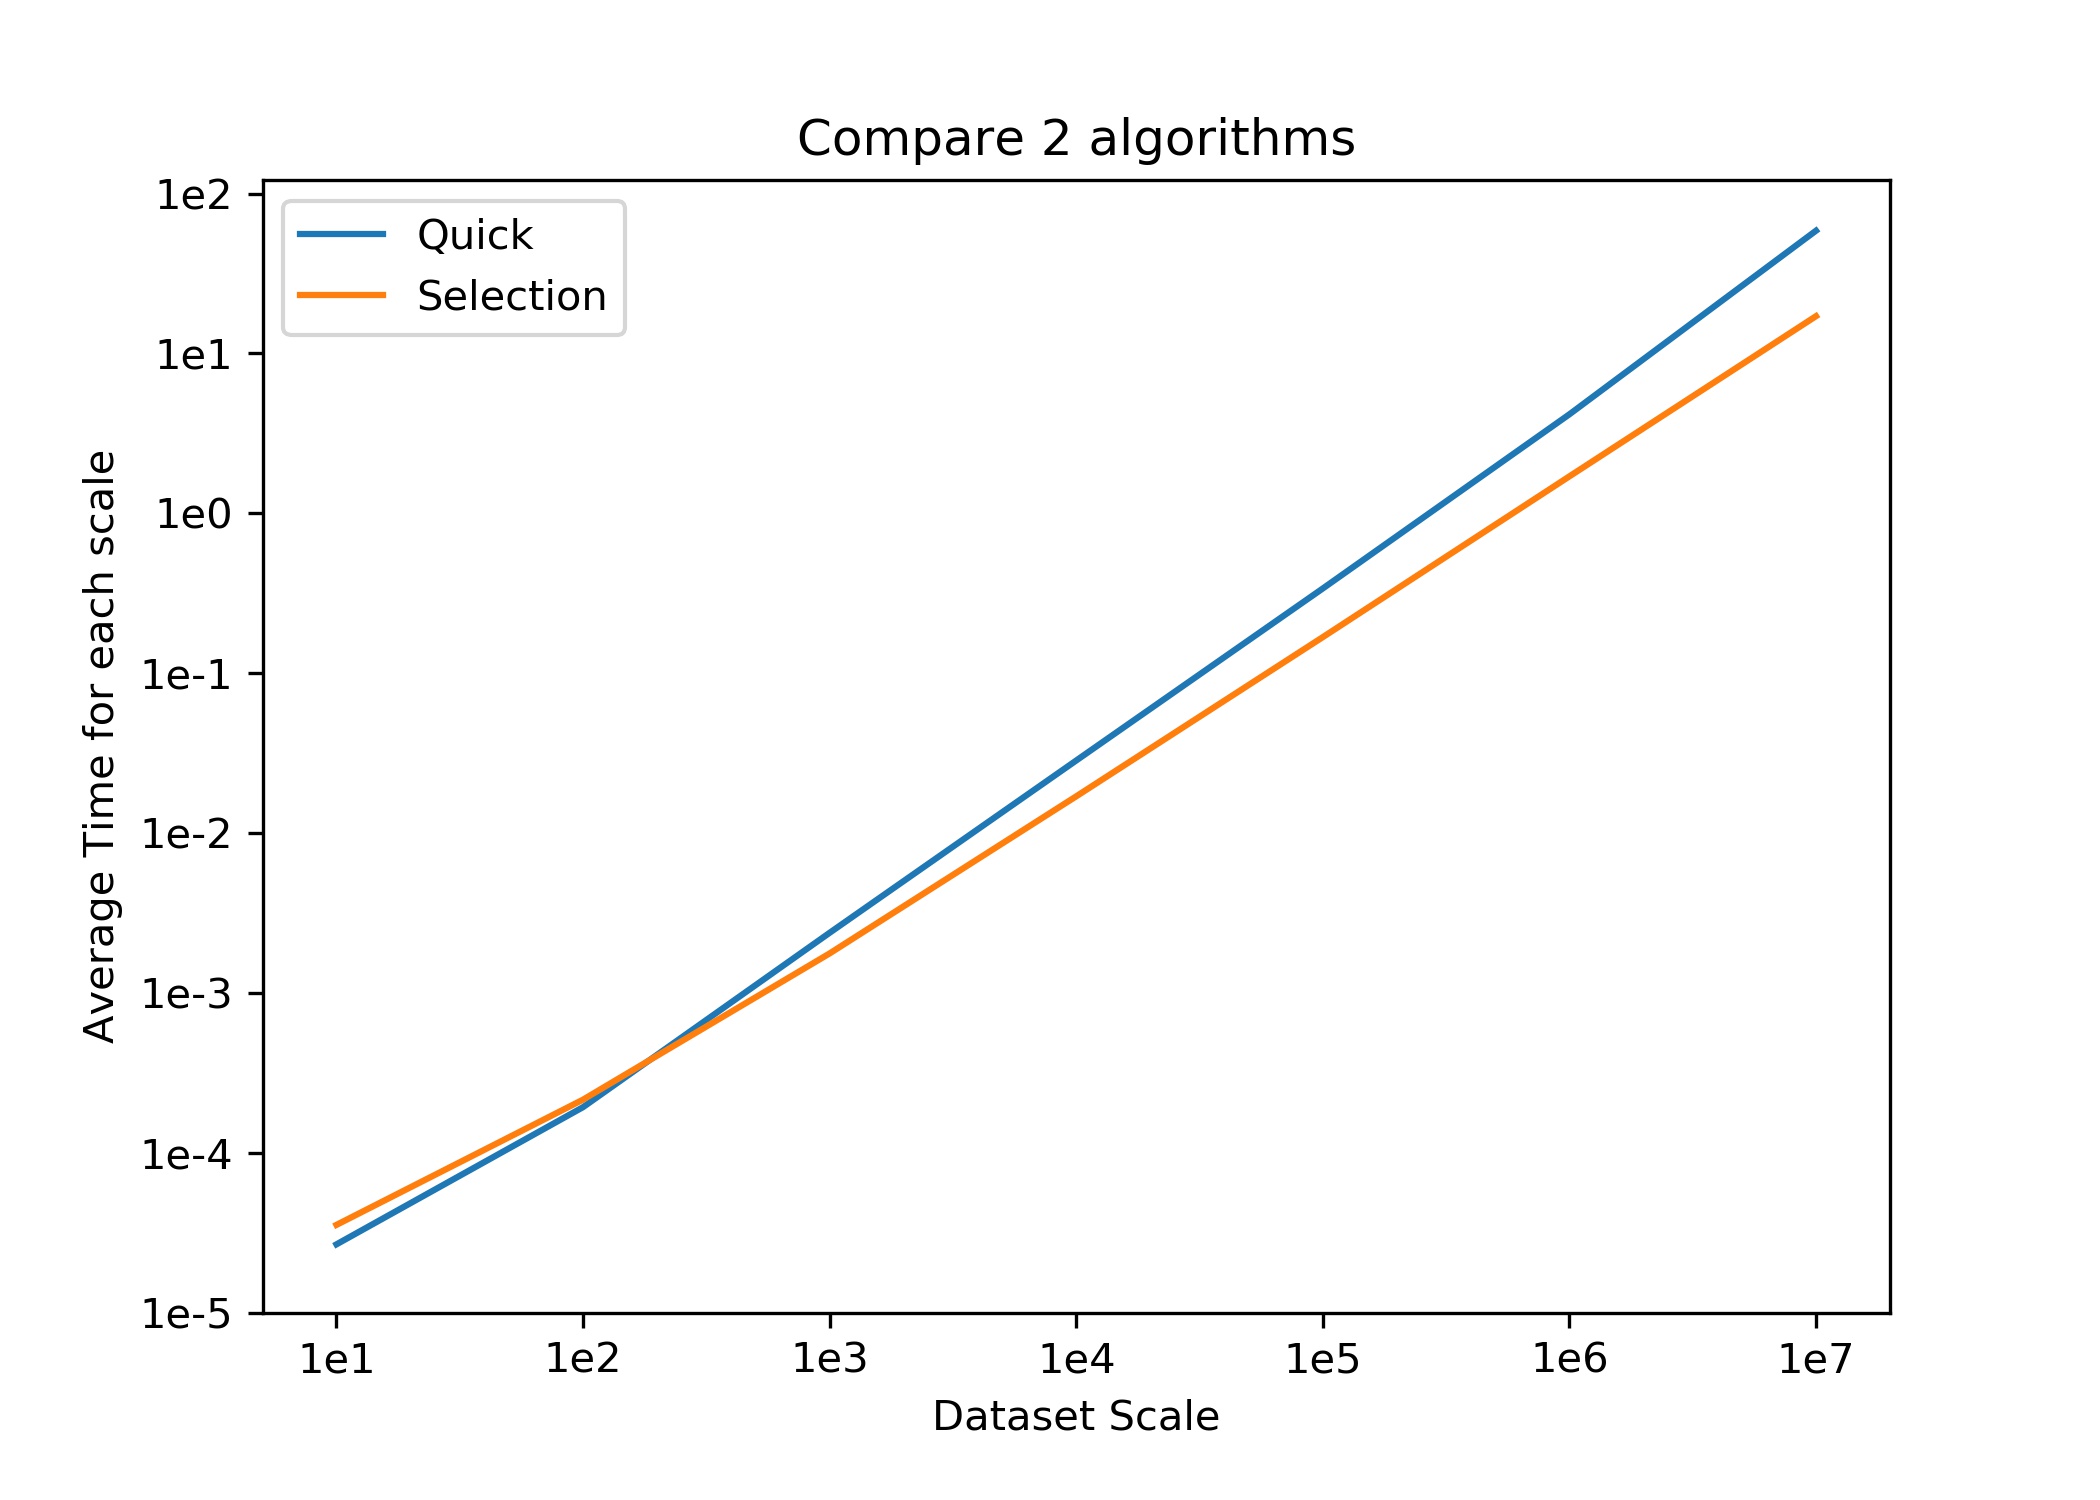 Compare 2 algorithms
Quick
Selection
1e2
1e1
1e0
1e-1
1e-2
1e-3
1e-4
1e-5
Average Time for each scale
1e1 1e2 1e3 1e4 1e5 1e6 1e7
Dataset Scale